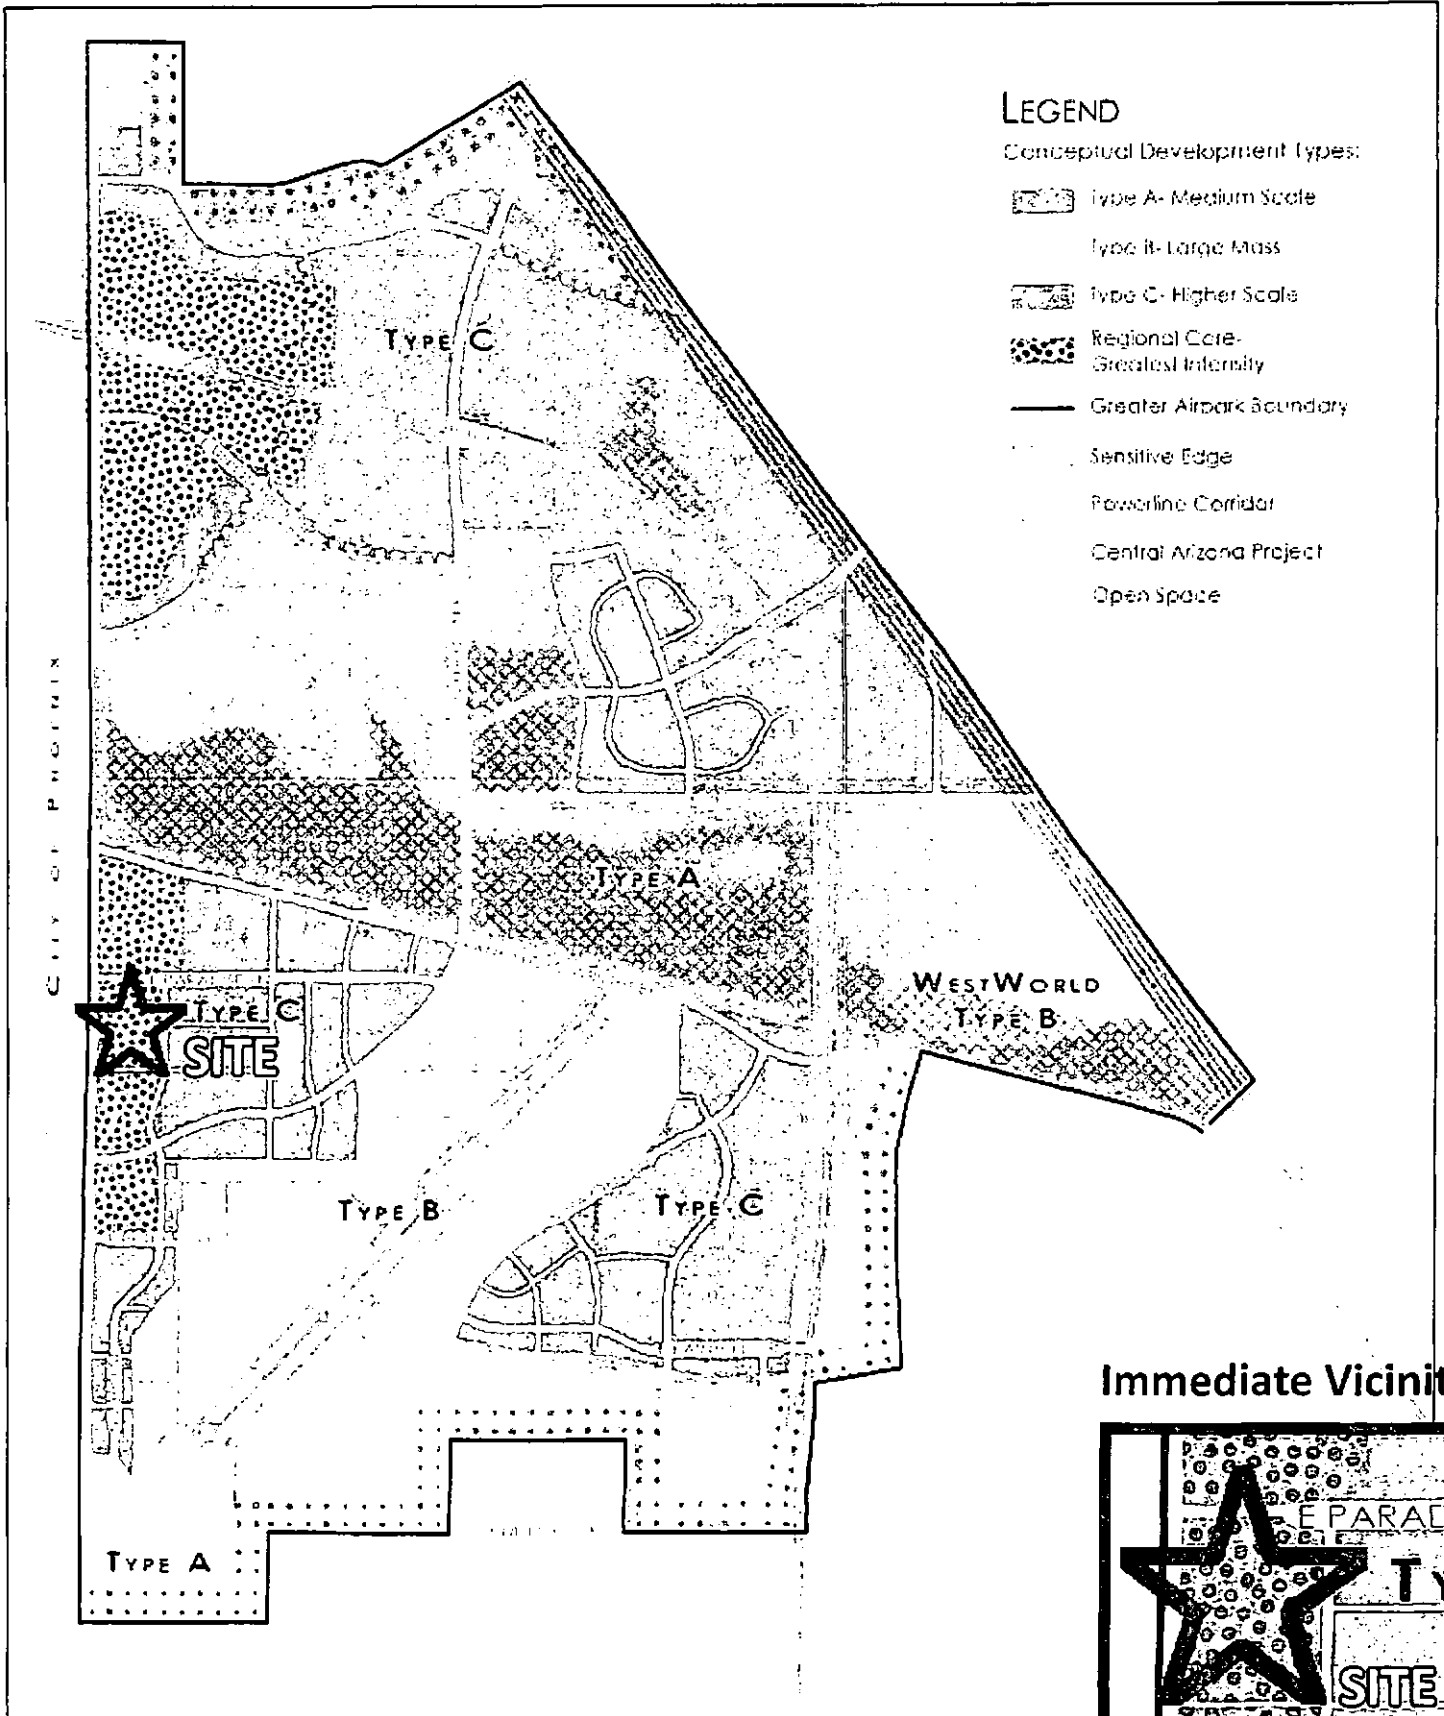 LEGEND
Conceptual Development Types:
Type A- Medium Scale
Type B- Large Mass
Type C- Higher Scale
Regional Core-
Greatest Intensity
Greater Airpark Boundary
Sensitive Edge
Powerline Corridor
Central Arizona Project
Open Space
TYPE C
CITY OF PHOENIX
TYPE A
WESTWORLD
TYPE B
TYPE C
SITE
TYPE B
TYPE C
TYPE A
Immediate Vicinit
E PARAD
TY
SITE